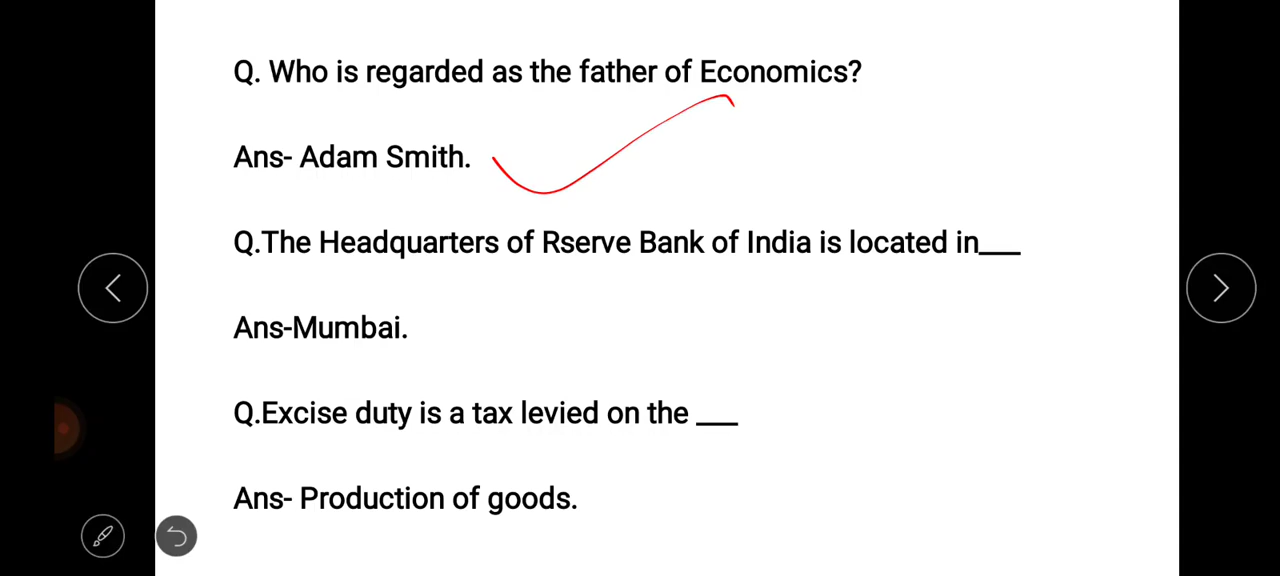 Q. Who is regarded as the father of Economics?
Ans- Adam Smith.
Q.The Headquarters of Rserve Bank of India is located in___
Ans-Mumbai.
Q.Excise duty is a tax levied on the ___
Ans- Production of goods.